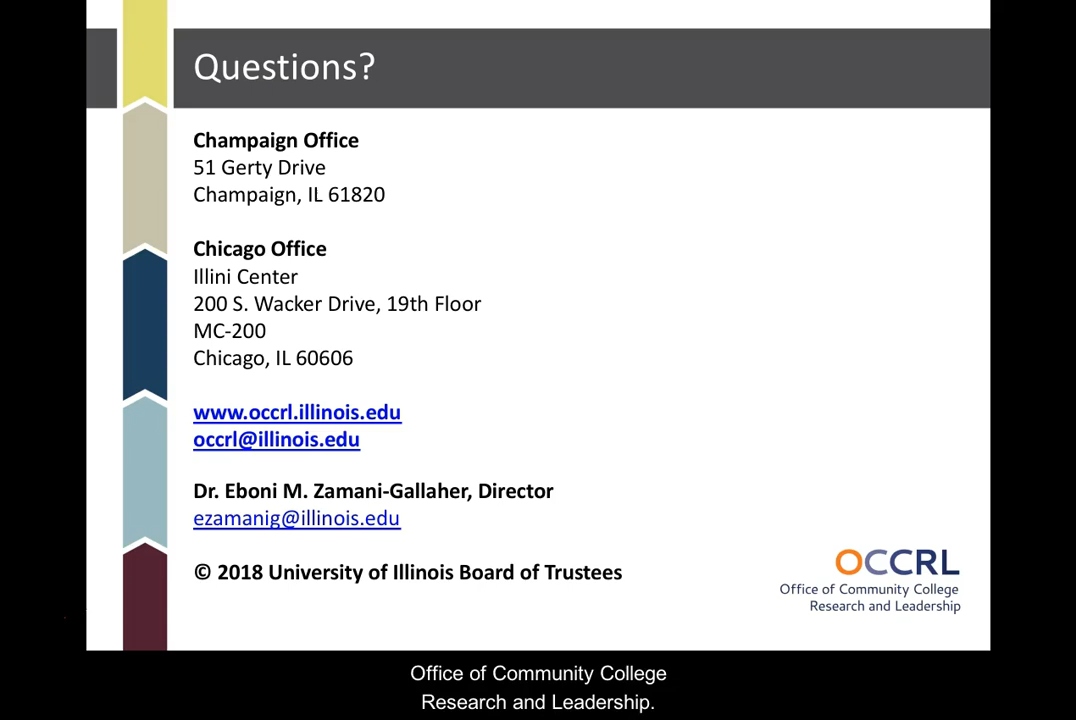 Questions?
Champaign Office
51 Gerty Drive
Champaign, IL 61820
Chicago Office
Illini Center
200 S. Wacker Drive, 19th Floor
MC-200
Chicago, IL 60606
www.occrl.illinois.edu
occrl@illinois.edu
Dr. Eboni M. Zamani-Gallaher, Director
ezamanig@illinois.edu
© 2018 University of Illinois Board of Trustees
OCCRL
Office of Community College
Research and Leadership
Office of Community College
Research and Leadership.